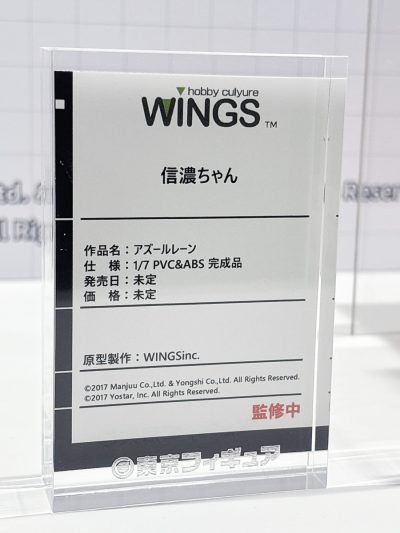 hobby culyure
WINGS TM
信濃ちゃん
作品名：アズールレーン
仕　様：1/7 PVC&ABS 完成品
発売日：未定
価　格：未定
原型製作：WINGSinc.
©2017 Manjuu Co.,Ltd. & Yongshi Co.,Ltd. All Rights Reserved.
©2017 Yostar, Inc. All Rights Reserved.
監修中
東京フィギュア